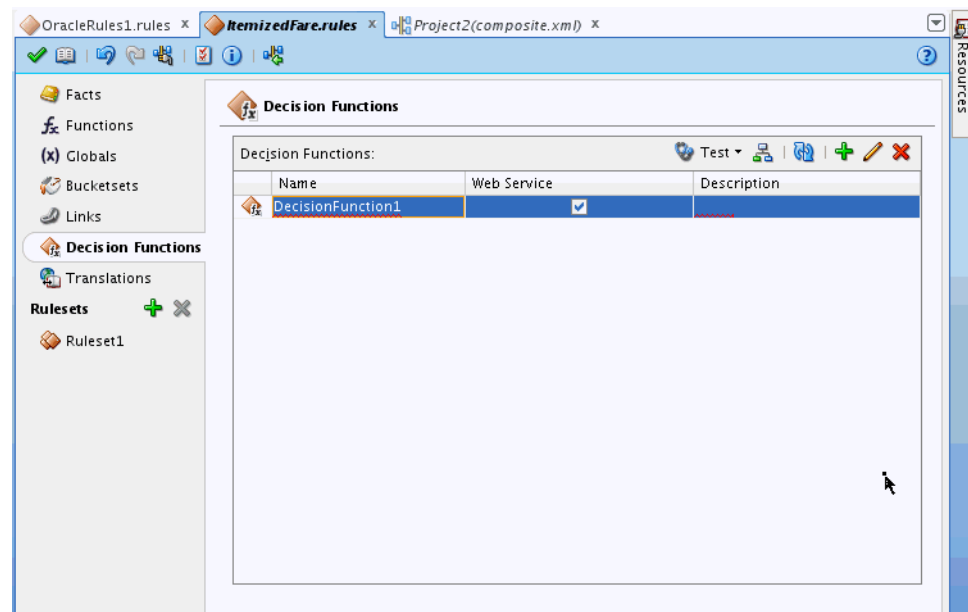 OracleRules1.rules x ItemizedFare.rules x Project2(composite.xml) x
Resources
Facts
Functions
(x) Globals
Bucketsets
Links
Decision Functions
Translations
Rulesets
Ruleset1
Decision Functions
Decision Functions: Test
Name Web Service Description
DecisionFunction1